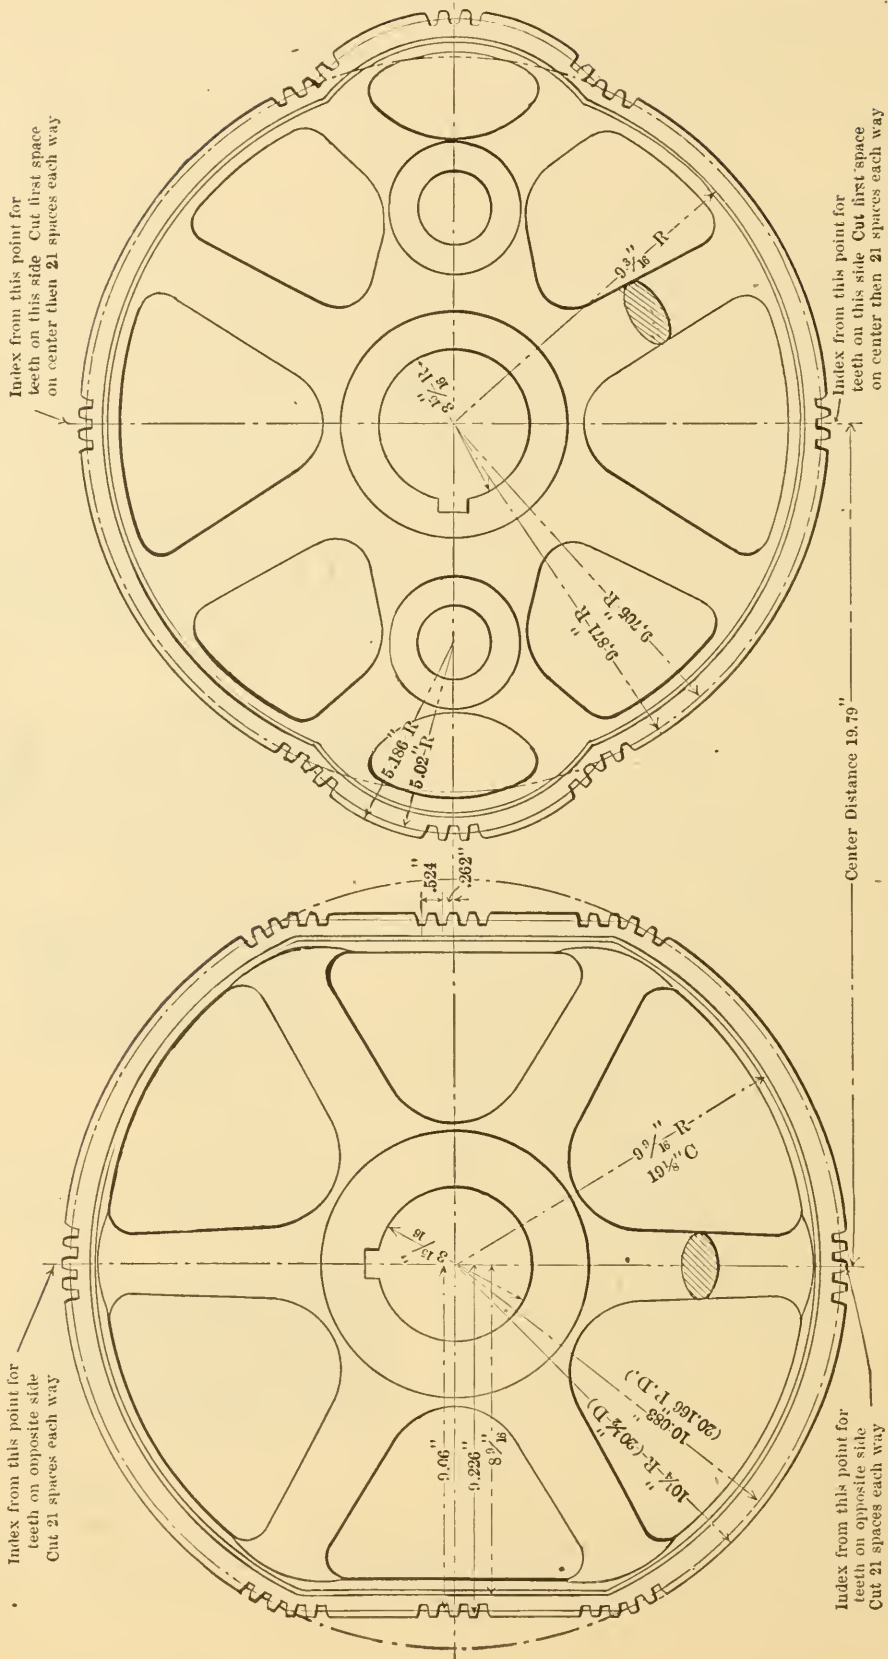 Index from this point for
teeth on this side Cut first space
on center then 21 spaces each way
3 15/16" R
9 3/16" R
9.871" R
9.706" R
5.186" R
5.02" R
Index from this point for
teeth on this side Cut first space
on center then 21 spaces each way
Center Distance 19.79"
.524"
.262"
Index from this point for
teeth on opposite side
Cut 21 spaces each way
3 15/16"
9 9/16" R
19 1/8" C
9.06"
9.226"
8 9/16"
10 1/4" R (20 1/2" D)
10.083"
(20.166" P.D.)
Index from this point for
teeth on opposite side
Cut 21 spaces each way